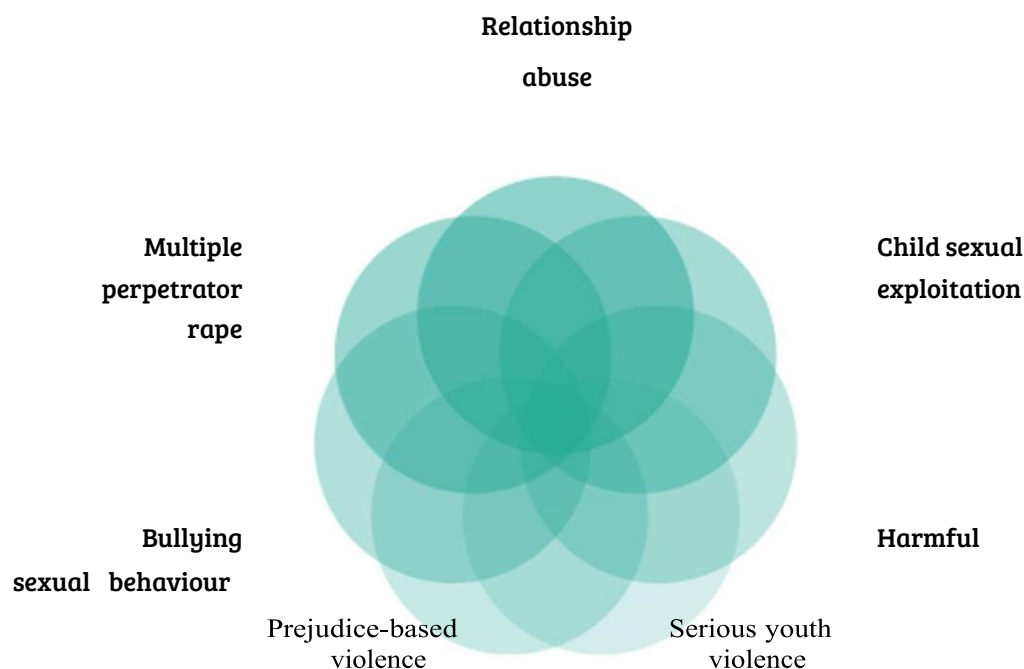 Relationship
abuse
Multiple
perpetrator
rape
Child sexual
exploitation
Bullying
sexual behaviour
Harmful
Prejudice-based
violence
Serious youth
violence